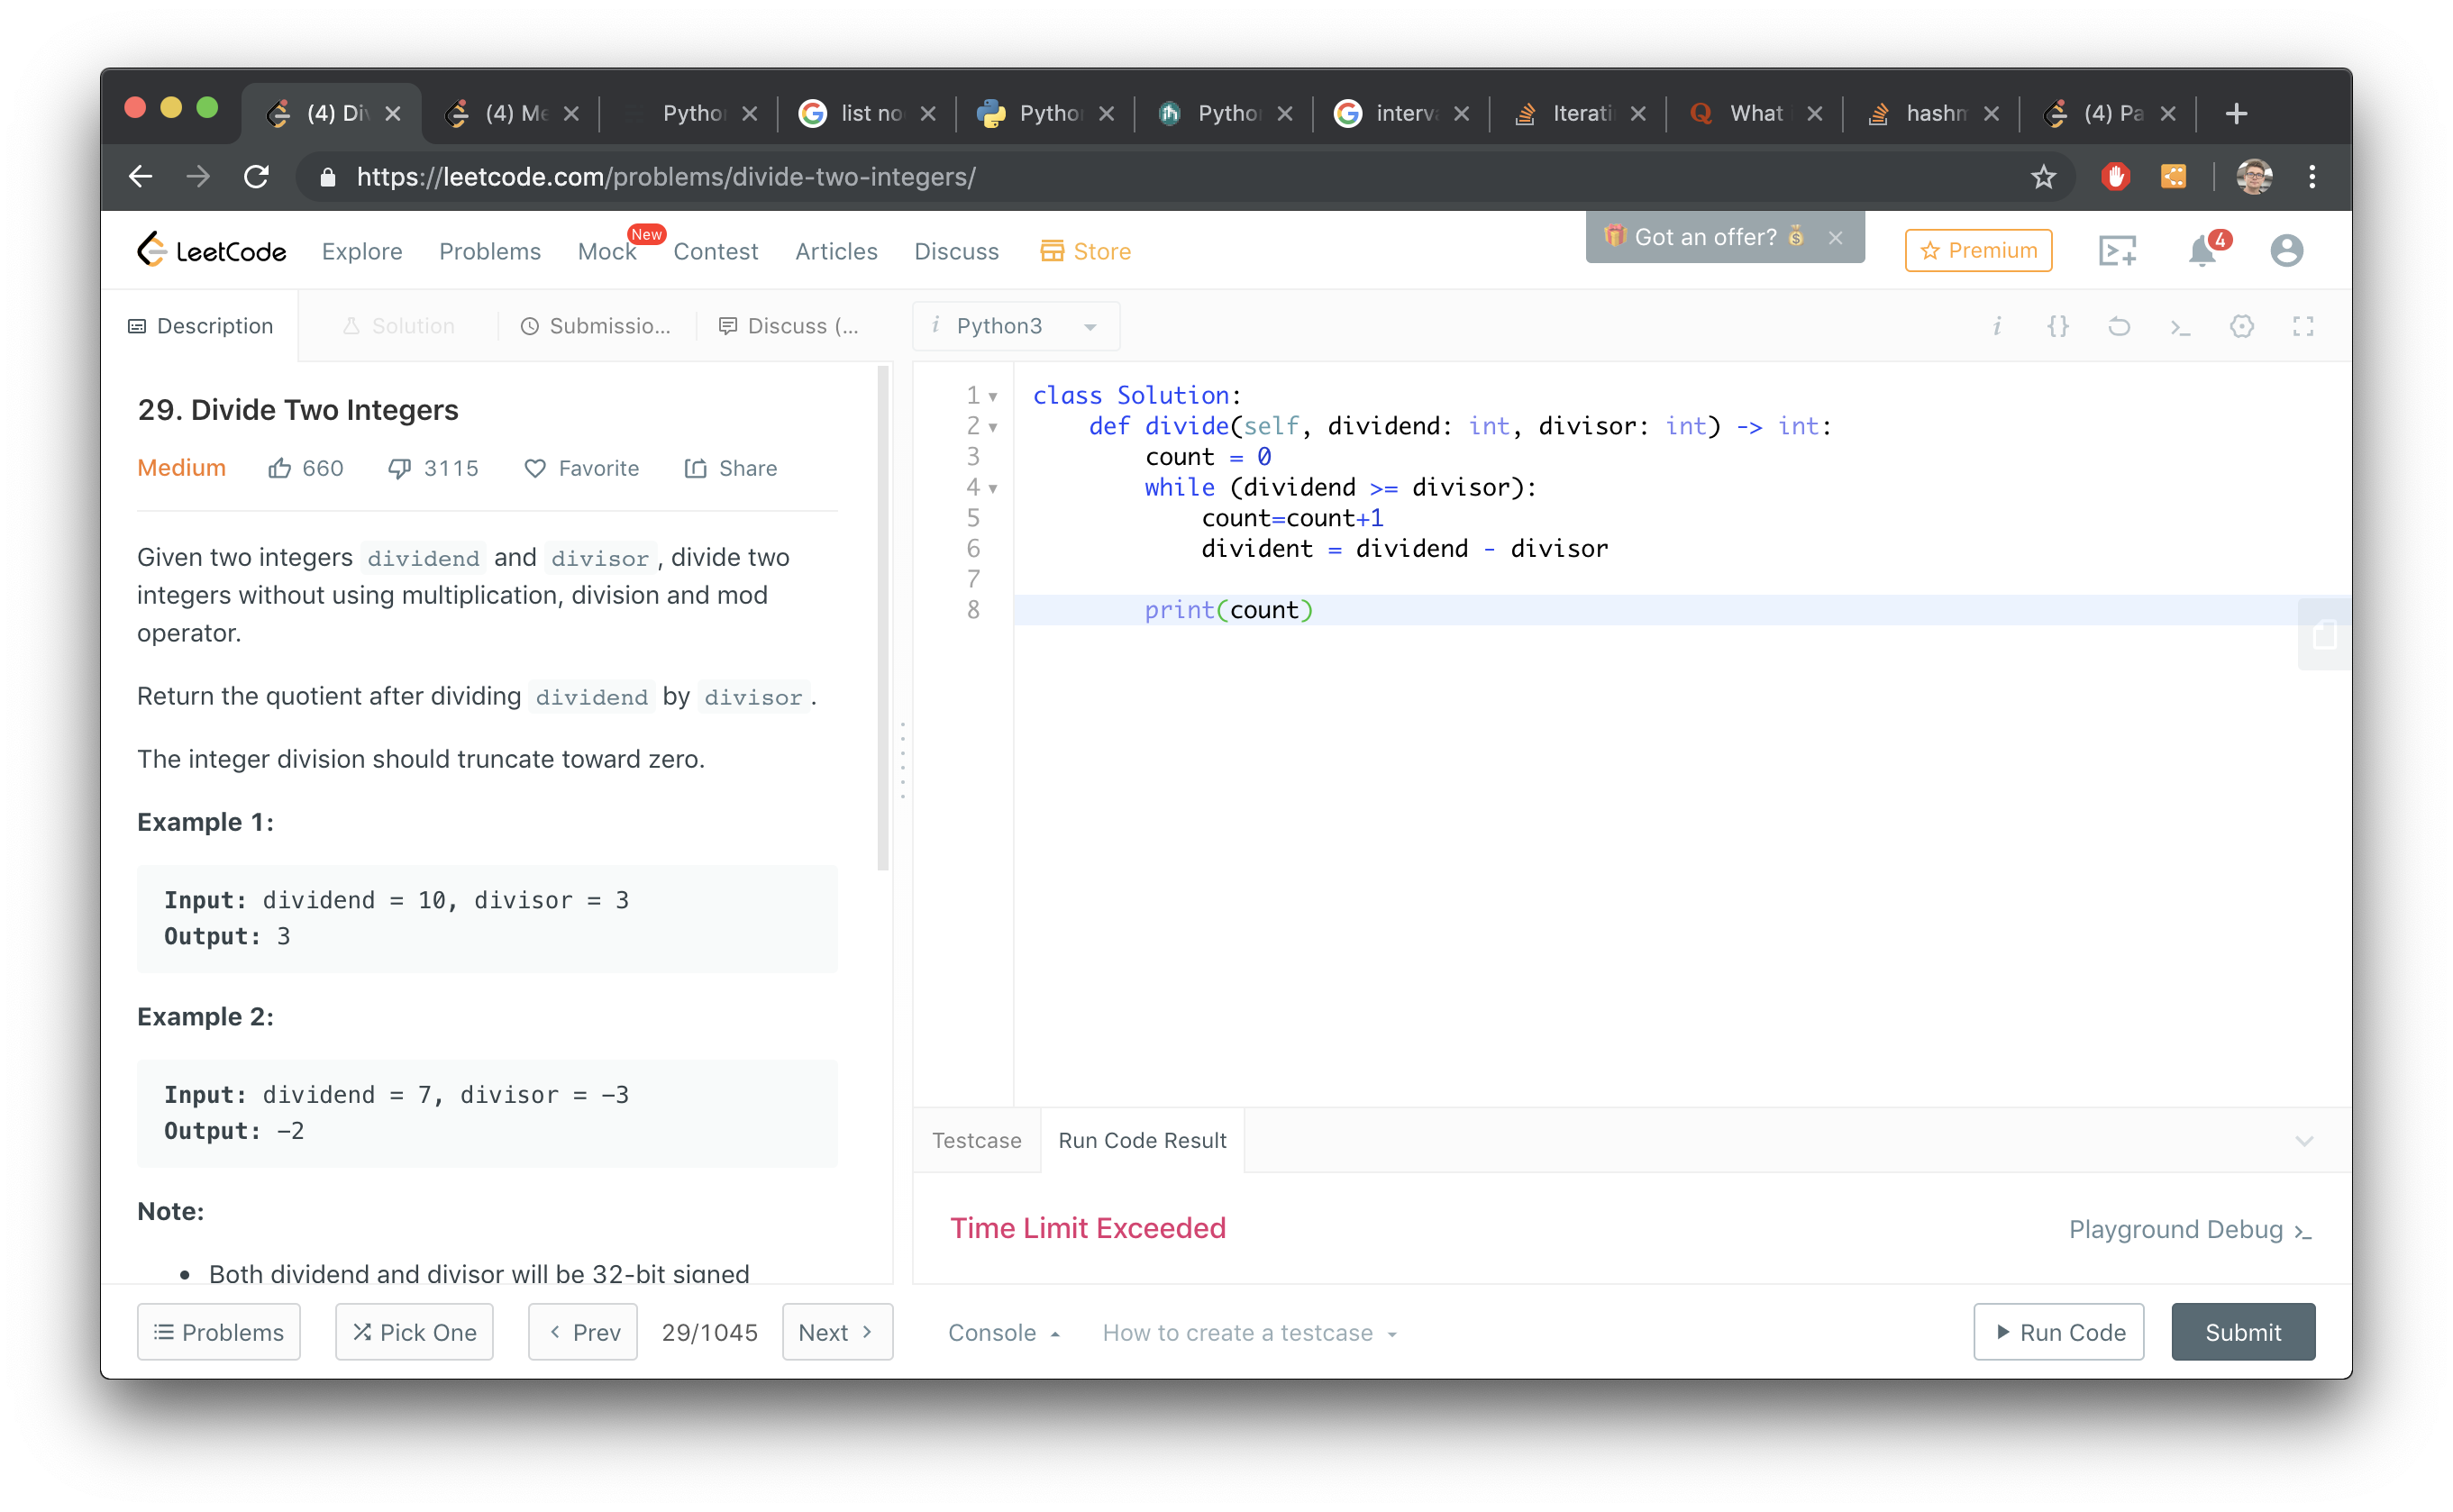 (4) Di
(4) Me
Pytho
list no
Pytho
Pytho
interv
Iterati
What
hashm
(4) Pa
https://leetcode.com/problems/divide-two-integers/
LeetCode
Explore
Problems
Mock
New
Contest
Articles
Discuss
Store
Got an offer?
Premium
4
Description
Solution
Submissio...
Discuss (...
i Python3
i
{}
29. Divide Two Integers
Medium
660
3115
Favorite
Share
Given two integers dividend and divisor, divide two
integers without using multiplication, division and mod
operator.
Return the quotient after dividing dividend by divisor.
The integer division should truncate toward zero.
Example 1:
Input: dividend = 10, divisor = 3
Output: 3
Example 2:
Input: dividend = 7, divisor = −3
Output: −2
Note:
Both dividend and divisor will be 32-bit signed
1 class Solution:
2 def divide(self, dividend: int, divisor: int) -> int:
3 count = 0
4 while (dividend >= divisor):
5 count=count+1
6 divident = dividend - divisor
7
8 print(count)
Testcase
Run Code Result
Time Limit Exceeded
Playground Debug >_
Problems
Pick One
< Prev
29/1045
Next >
Console
How to create a testcase
Run Code
Submit